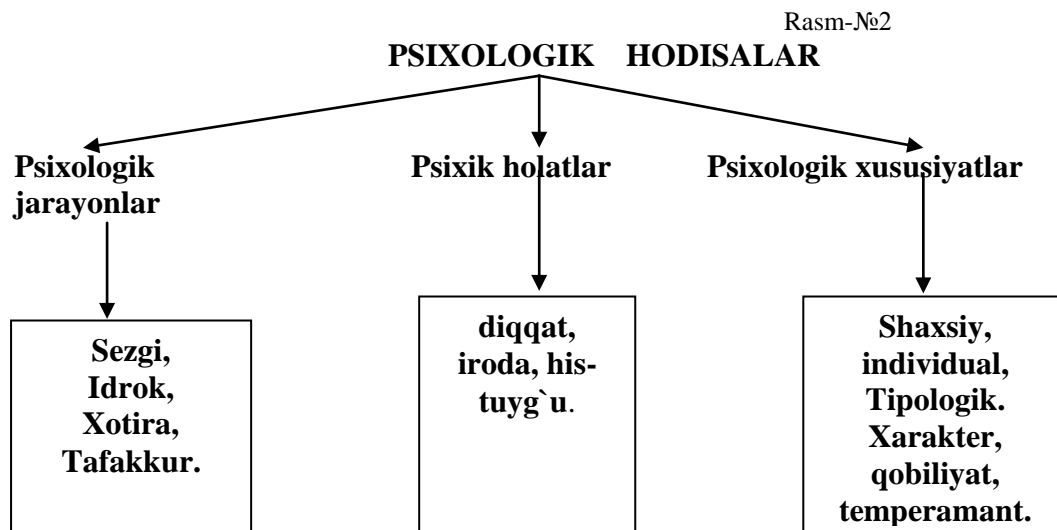 Rasm-№2
PSIXOLOGIK HODISALAR
Psixologik
jarayonlar
Psixik holatlar
Psixologik xususiyatlar
Sezgi,
Idrok,
Xotira,
Tafakkur.
diqqat,
iroda, his-
tuyg`u.
Shaxsiy,
individual,
Tipologik.
Xarakter,
qobiliyat,
temperamant.